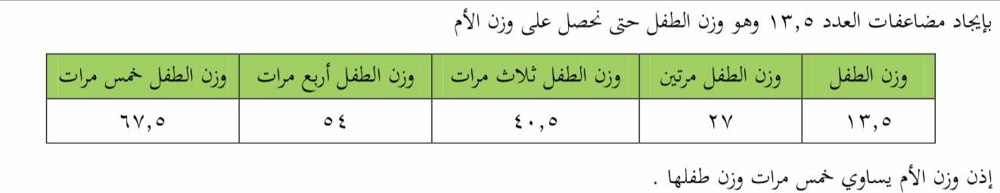 بإيجاد مضاعفات العدد ١٣,٥ وهو وزن الطفل حتى نحصل على وزن الأم
وزن الطفل وزن الطفل مرتين وزن الطفل ثلاث مرات وزن الطفل أربع مرات وزن الطفل خمس مرات
١٣,٥ ٢٧ ٤٠,٥ ٥٤ ٦٧,٥
إذن وزن الأم يساوي خمس مرات وزن طفلها .